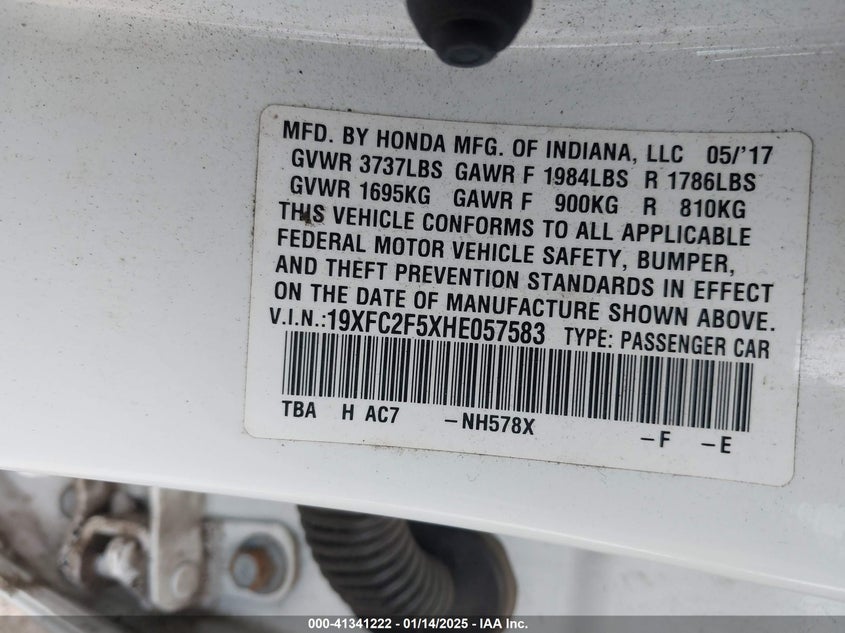 MFD. BY HONDA MFG. OF INDIANA, LLC 05/'17
GVWR 3737LBS GAWR F 1984LBS R 1786LBS
GVWR 1695KG GAWR F 900KG R 810KG
THIS VEHICLE CONFORMS TO ALL APPLICABLE
FEDERAL MOTOR VEHICLE SAFETY, BUMPER,
AND THEFT PREVENTION STANDARDS IN EFFECT
ON THE DATE OF MANUFACTURE SHOWN ABOVE.
V.I.N.:19XFC2F5XHE057583 TYPE: PASSENGER CAR
TBA H AC7 –NH578X –F –E
000-41341222 - 01/14/2025 - IAA Inc.